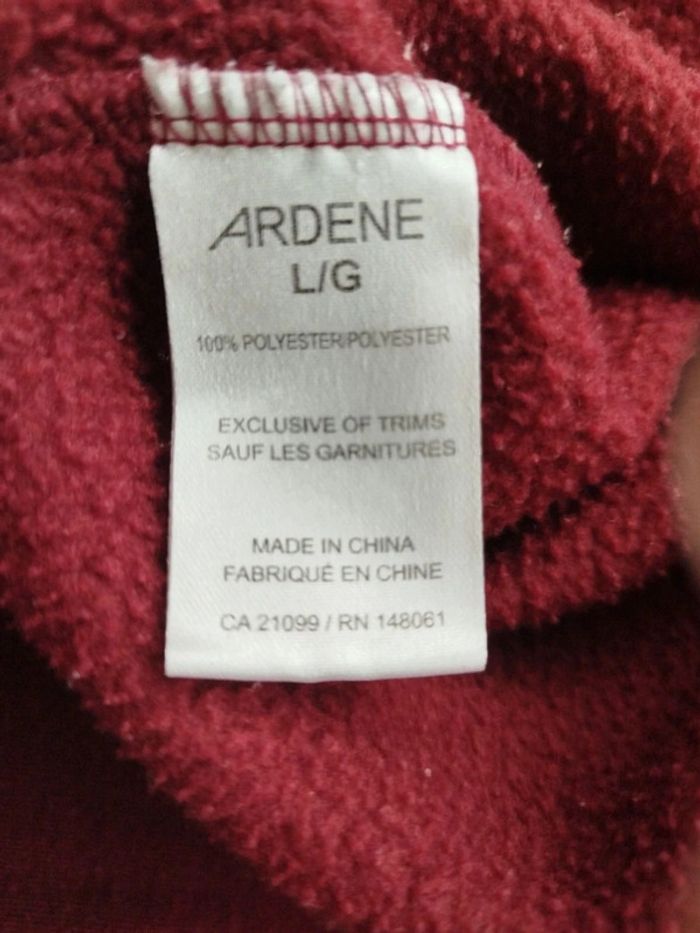 ARDENE
L/G
100% POLYESTER/POLYESTER
EXCLUSIVE OF TRIMS
SAUF LES GARNITURES
MADE IN CHINA
FABRIQUÉ EN CHINE
CA 21099 / RN 148061